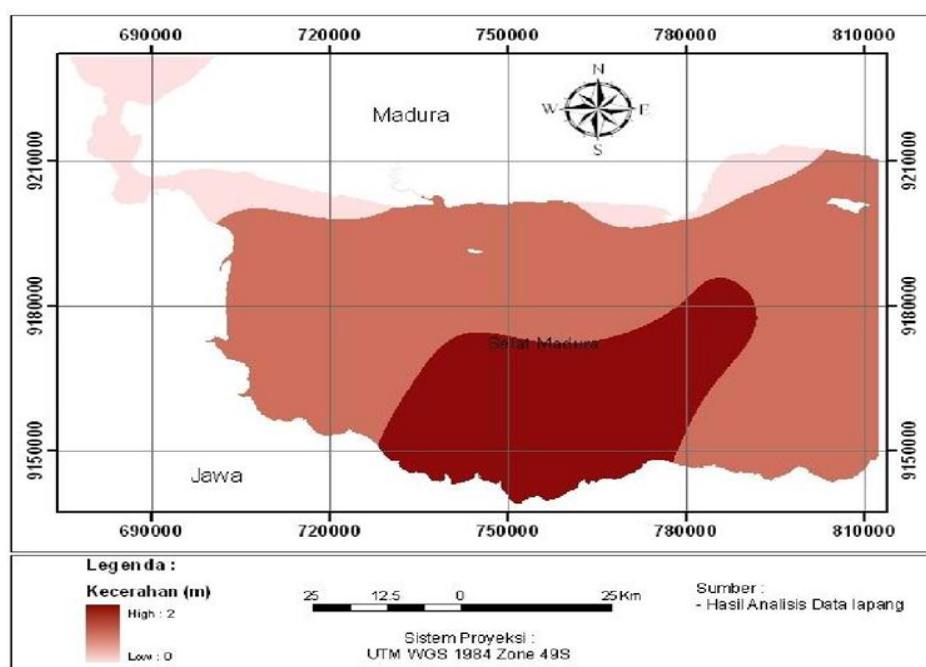 690000 720000 750000 780000 810000
N
W E
S
Madura
9210000 9210000
9180000 9180000
Selat Madura
9150000 9150000
Jawa
690000 720000 750000 780000 810000
Legenda :
Kecerahan (m)
High : 2
Low : 0
25 12.5 0 25 Km
Sistem Proyeksi :
UTM WGS 1984 Zone 49S
Sumber :
- Hasil Analisis Data lapang